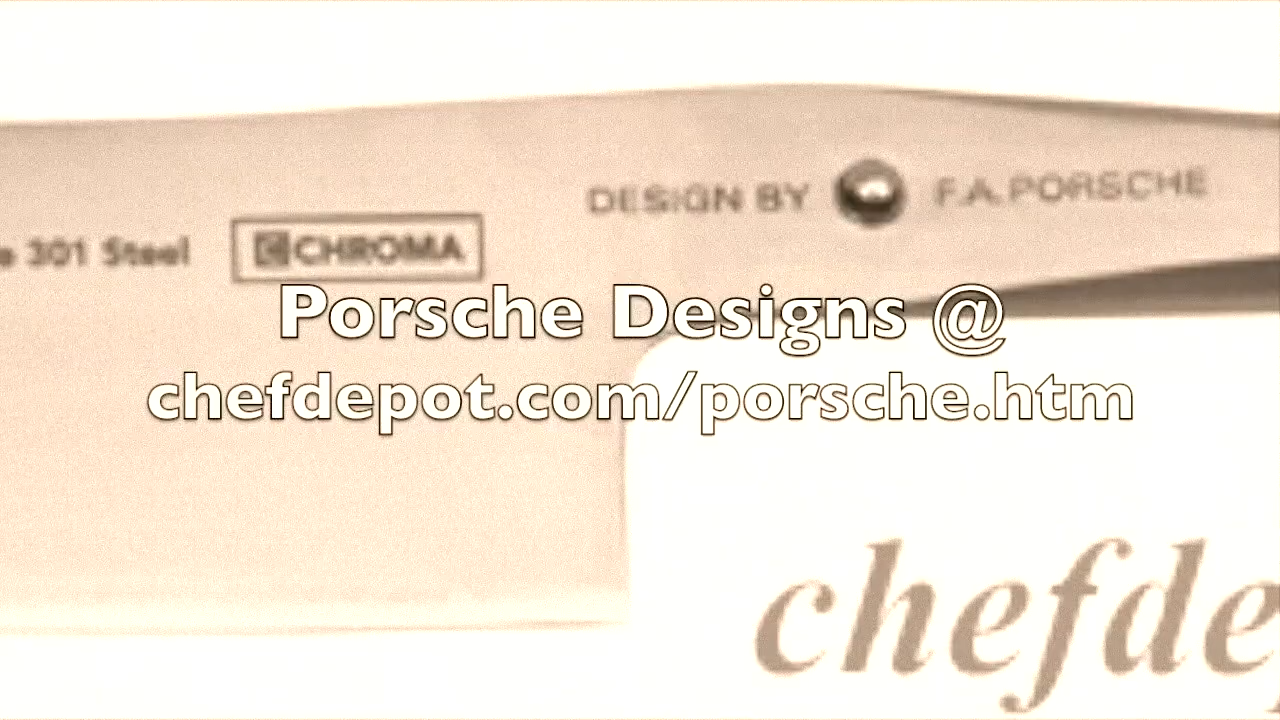 DESIGN BY F.A.PORSCHE
301 Steel CHROMA
Porsche Designs @
chefdepot.com/porsche.htm
chefde